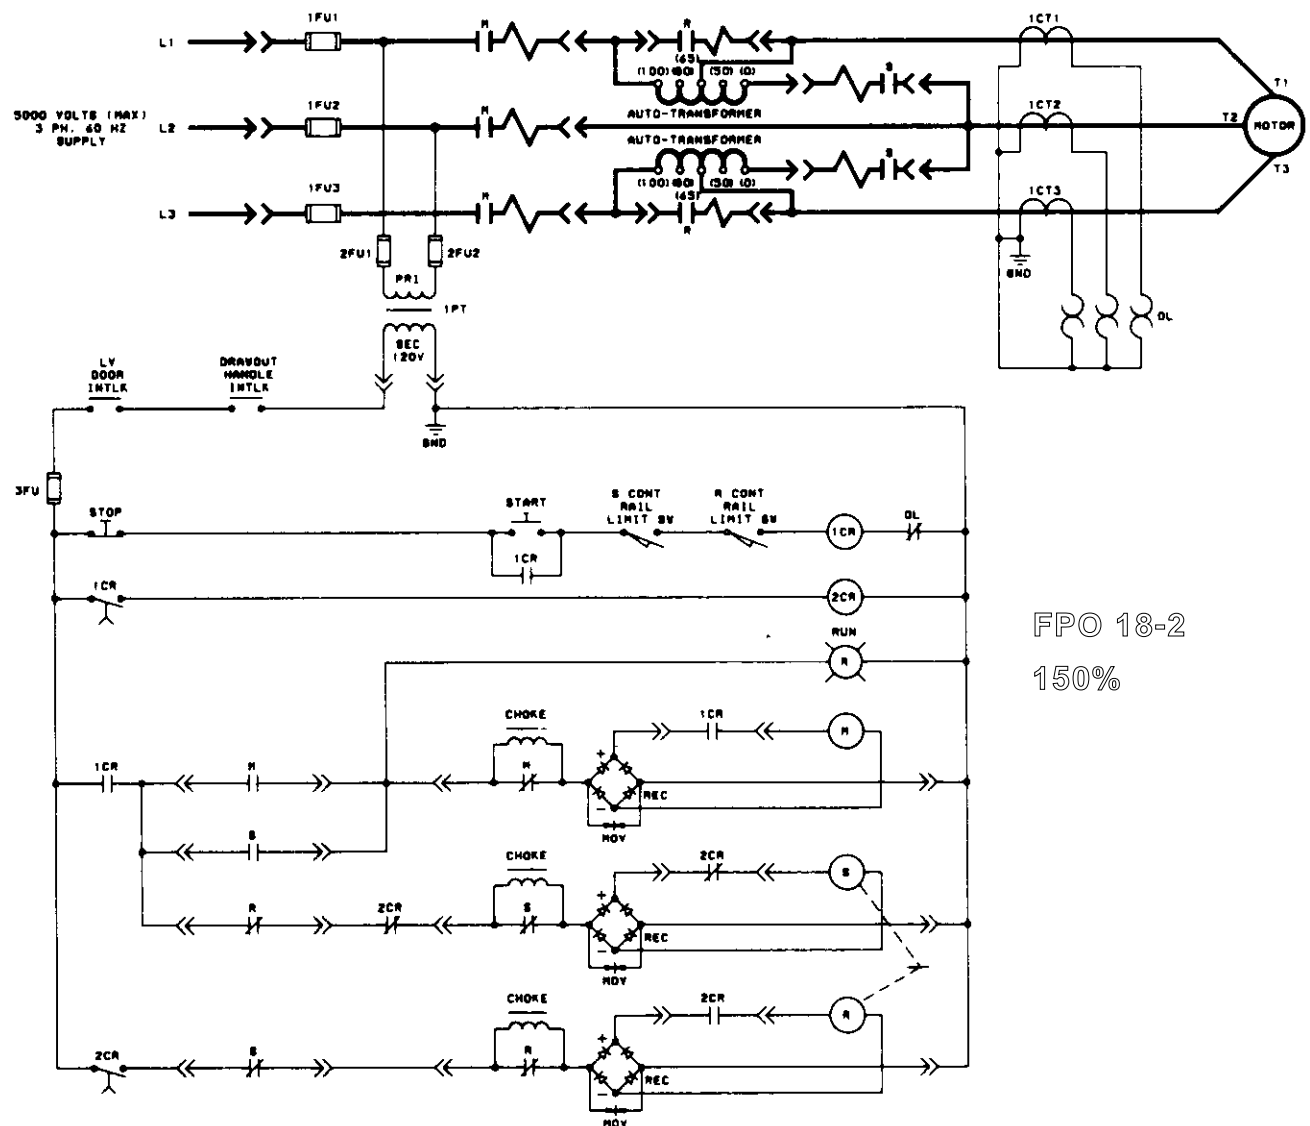 1FU1
M
R
1CT1
L1
(65)
(100) (80) (50) (0)
S
AUTO-TRANSFORMER
T1
5000 VOLTS (MAX)
3 PH. 60 HZ
SUPPLY
1FU2
L2
M
1CT2
T2
MOTOR
AUTO-TRANSFORMER
S
T3
(100) (80) (50) (0)
1FU3
L3
M
(65)
R
1CT3
2FU1
2FU2
GND
PRI
1PT
OL
SEC
120V
LV
DOOR
INTLK
DRAWOUT
HANDLE
INTLK
GND
3FU
STOP
START
S CONT
RAIL
LIMIT SW
R CONT
RAIL
LIMIT SW
1CR
OL
1CR
1CR
2CR
RUN
R
FPO 18-2
150%
CHOKE
1CR
M
+
1CR
M
M
REC
-
MOV
S
CHOKE
2CR
S
+
R
2CR
S
REC
-
MOV
CHOKE
2CR
R
+
2CR
S
R
REC
-
MOV